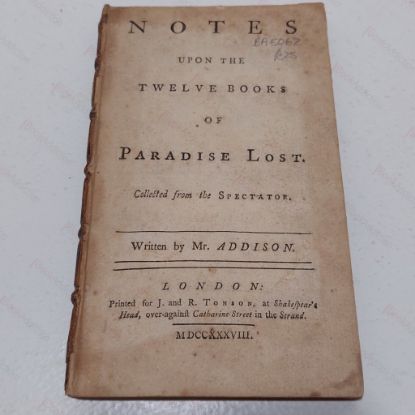 NOTES
UPON THE
TWELVE BOOKS
OF
PARADISE LOST.
Collected from the SPECTATOR.
Written by Mr. ADDISON.
LONDON:
Printed for J. and R. TONSON, at Shakespear's
Head, over-against Catharine Street in the Strand.
MDCCXXXVIII.